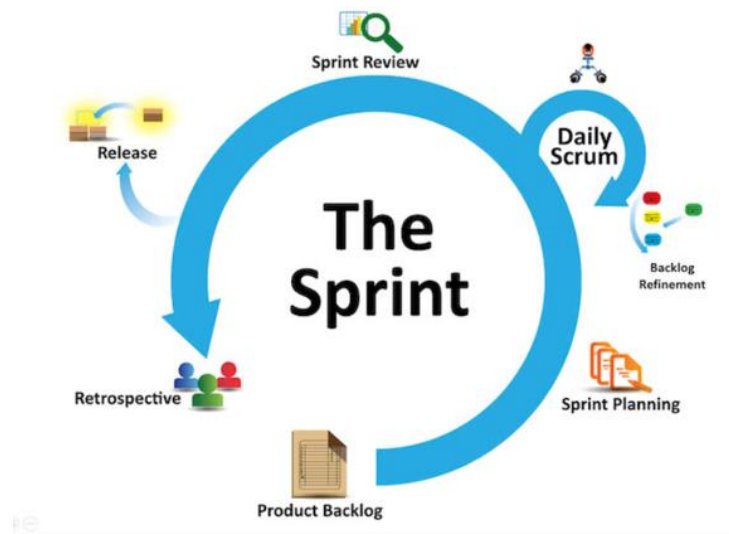 Sprint Review
Daily
Scrum
Release
The
Sprint
Backlog
Refinement
Retrospective
Sprint Planning
Product Backlog